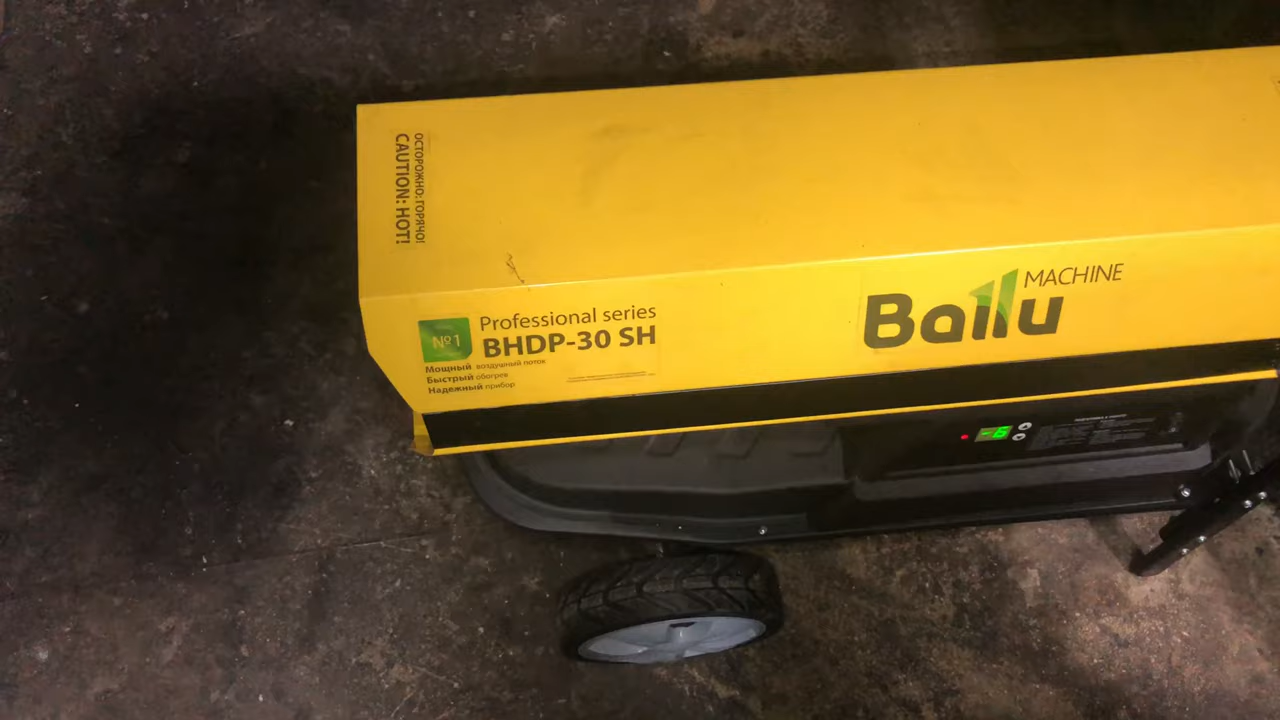 ОСТОРОЖНО: ГОРЯЧО!
CAUTION: HOT!
№1
Professional series
BHDP-30 SH
Мощный воздушный поток
Быстрый обогрев
Надежный прибор
Ballu MACHINE
-6